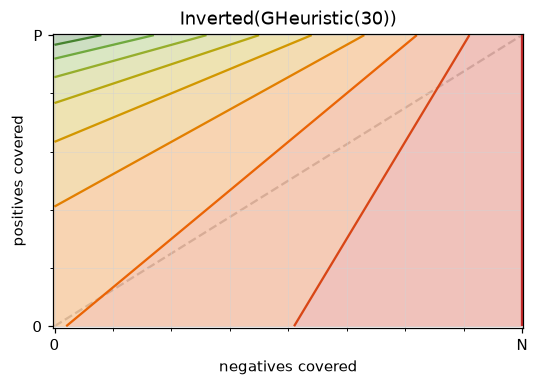 Inverted(GHeuristic(30))
P
positives covered
0
0
N
negatives covered